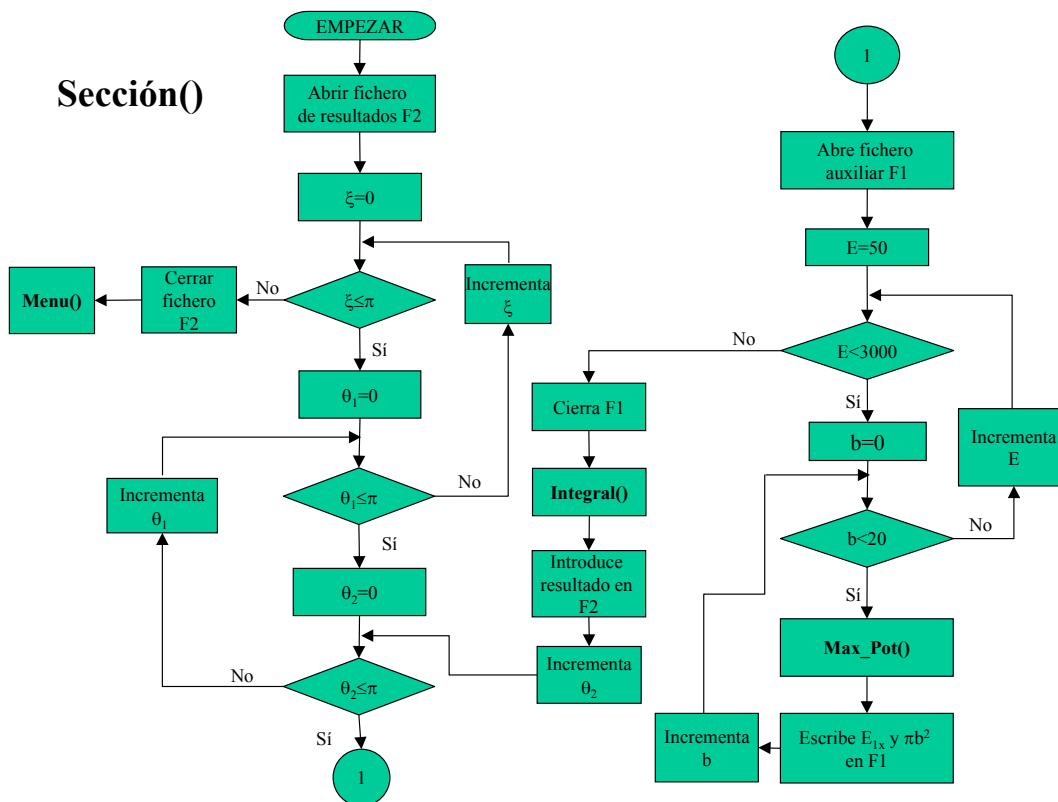 Sección()
EMPEZAR
Abrir fichero
de resultados F2
ξ=0
ξ≤π
No
Cerrar
fichero
F2
Menu()
Incrementa
ξ
Sí
θ₁=0
θ₁≤π
No
Incrementa
θ₁
Sí
θ₂=0
θ₂≤π
No
Sí
1
1
Abre fichero
auxiliar F1
E=50
E<3000
No
Cierra F1
Integral()
Introduce
resultado en
F2
Incrementa
θ₂
Sí
b=0
Incrementa
E
b<20
No
Sí
Max_Pot()
Escribe E₁ₓ y πb²
en F1
Incrementa
b